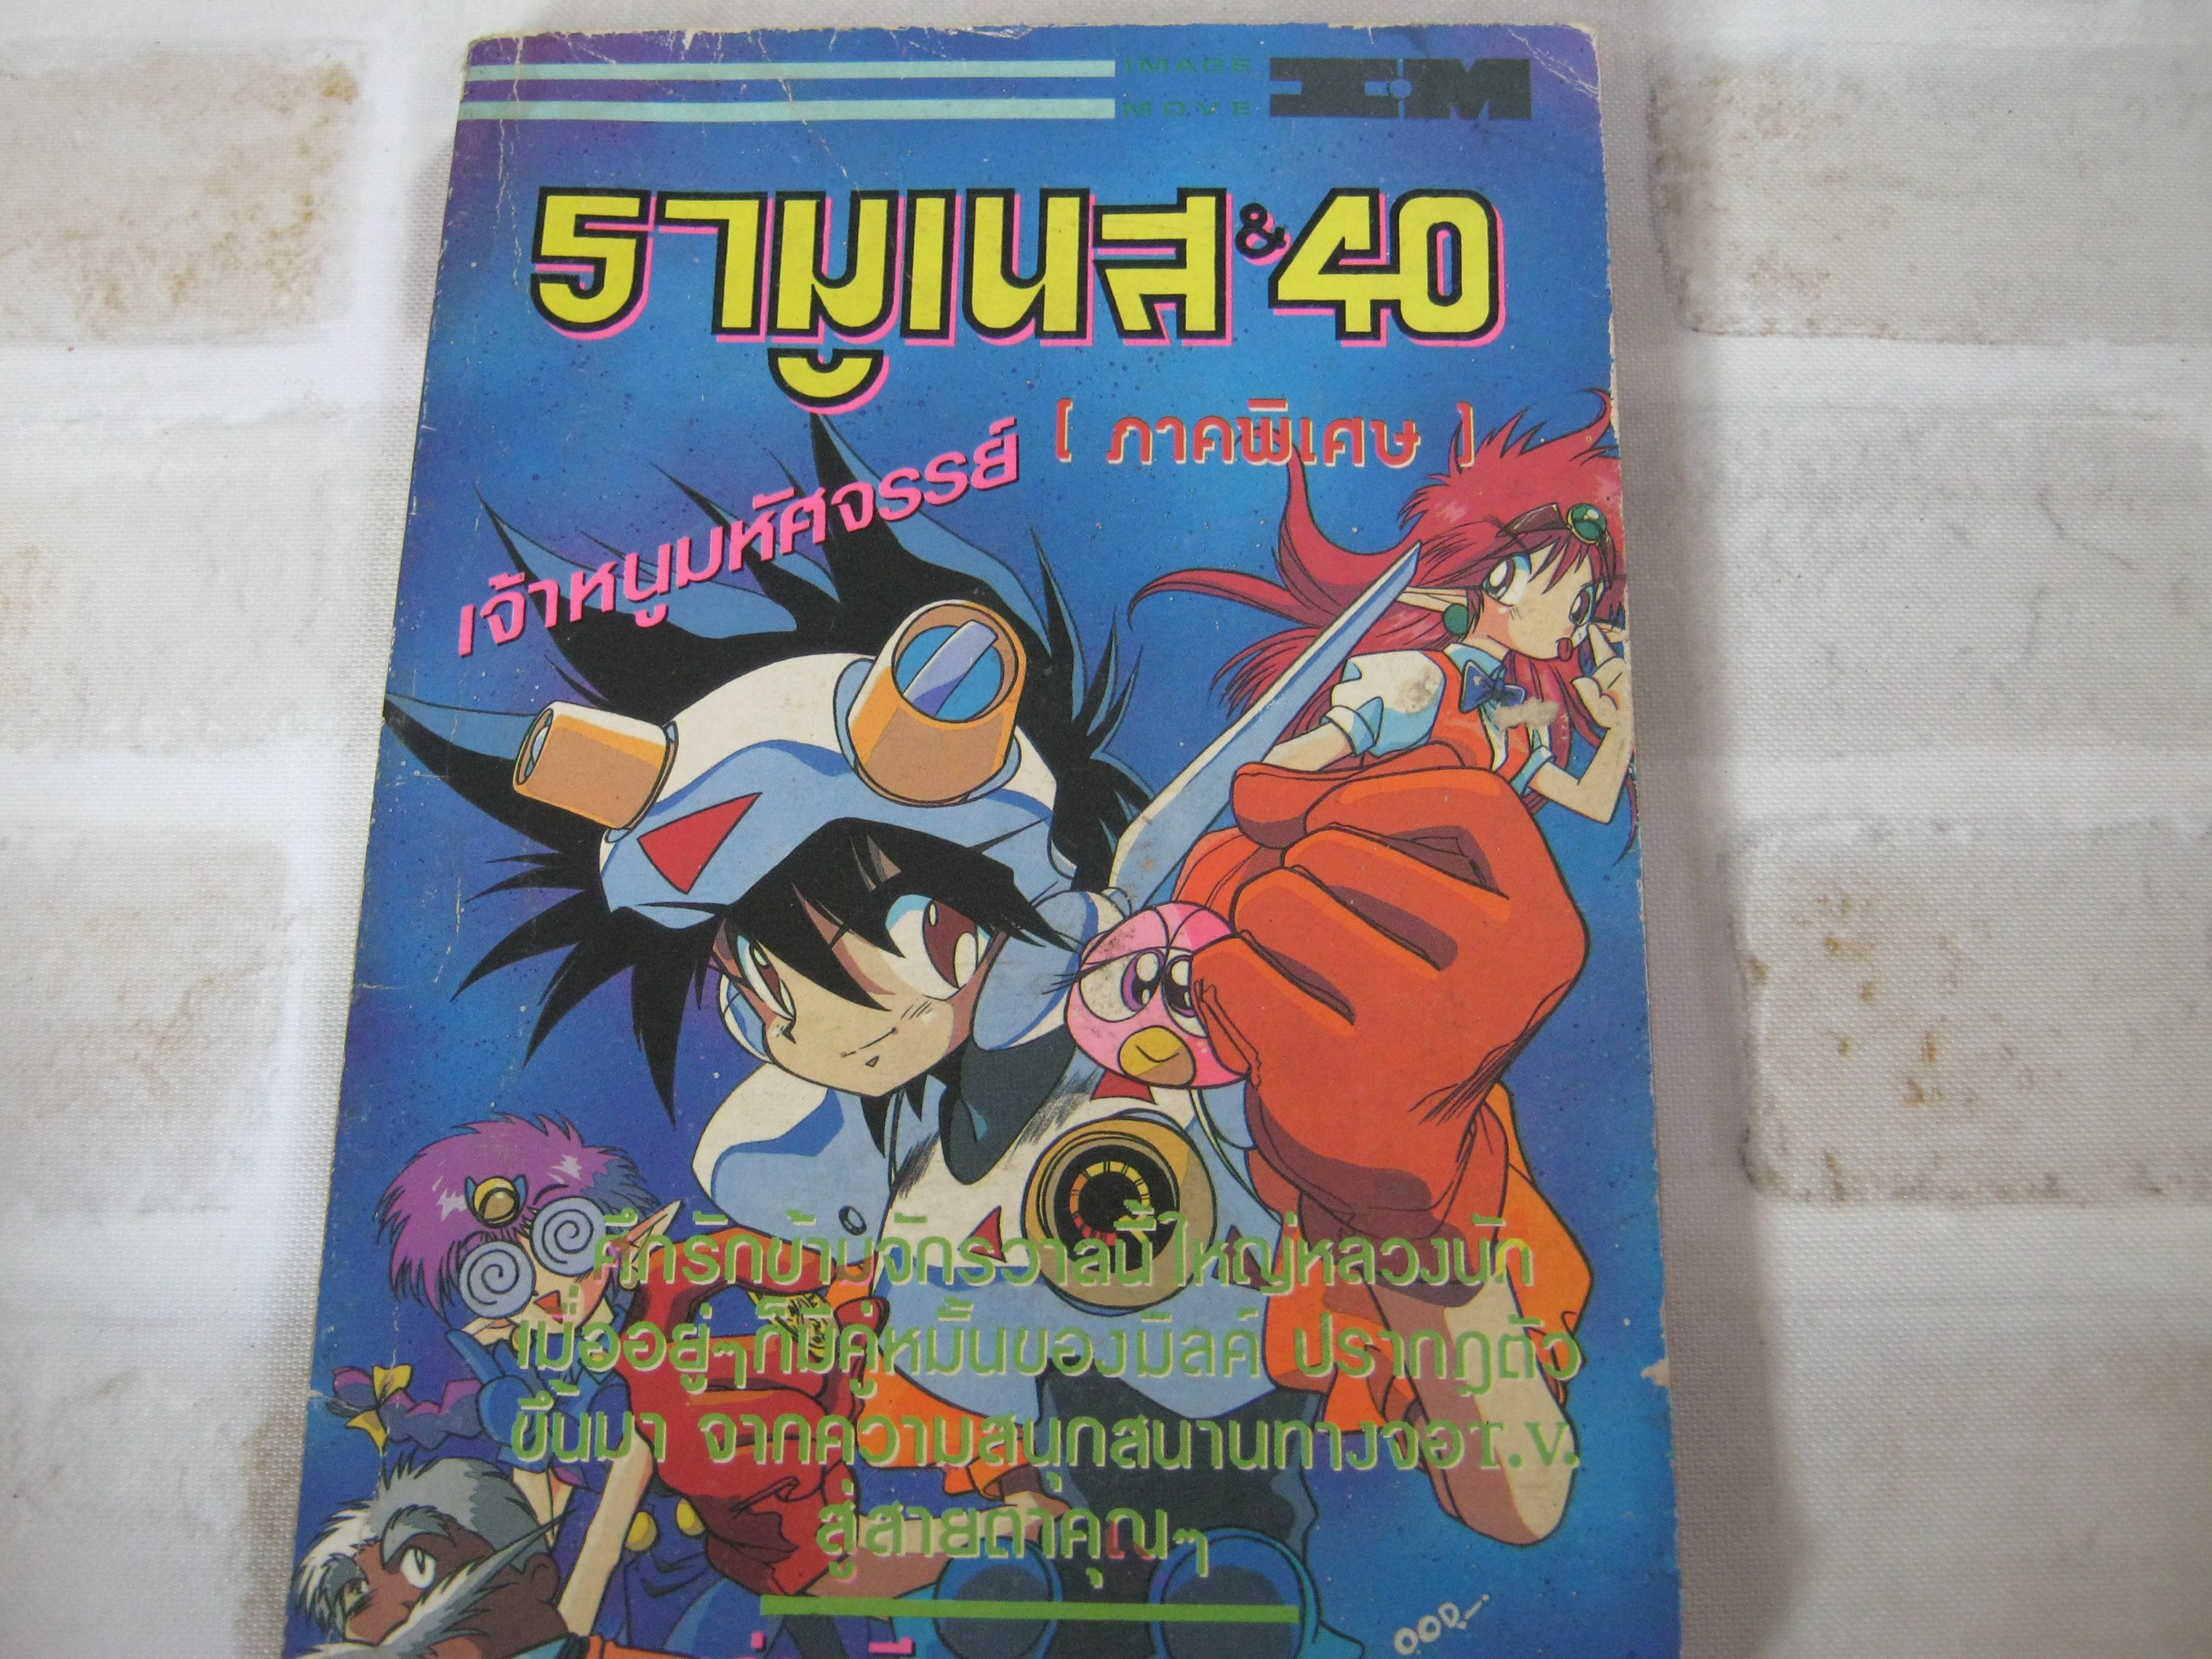 IMAGE
MOVE
I·M
รามูเนส & 40
[ ภาคพิเศษ ]
เจ้าหนูมหัศจรรย์
ศึกรักข้ามจักรวาลนี้ใหญ่หลวงนัก
เมื่ออยู่ๆก็มีคู่หมั้นของมิลค์ ปรากฎตัว
ขึ้นมา จากความสนุกสนานทางจอT.V.
สู่สายตาคุณๆ